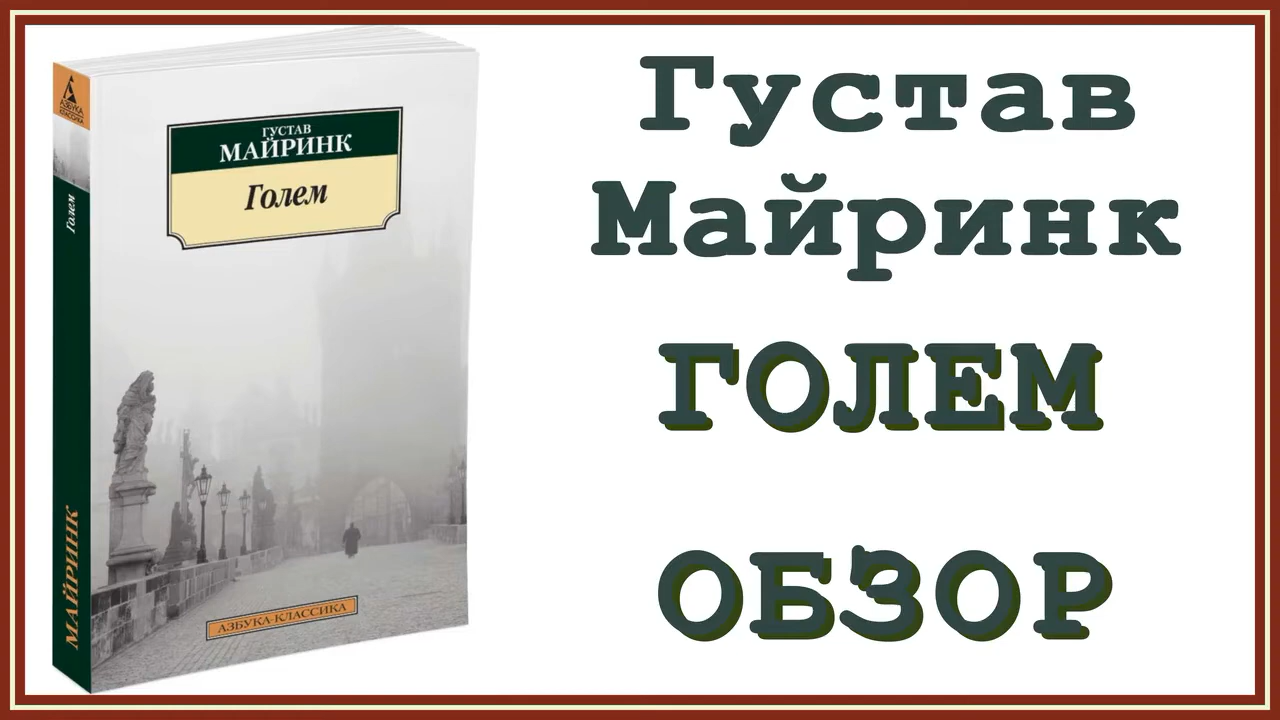 АЗБУКА
КЛАССИКА
Голем
МАЙРИНК
ГУСТАВ
МАЙРИНК
Голем
АЗБУКА-КЛАССИКА
Густав
Майринк
ГОЛЕМ
ОБЗОР